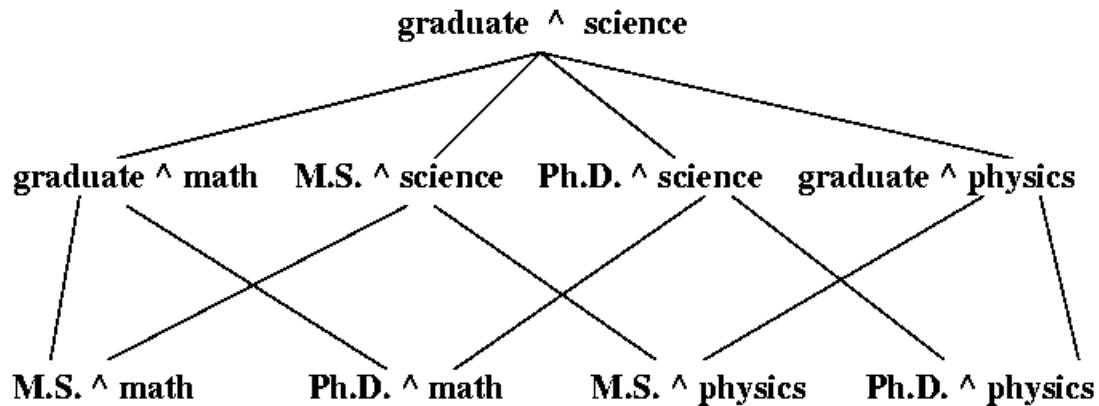 graduate ^ science
graduate ^ math M.S. ^ science Ph.D. ^ science graduate ^ physics
M.S. ^ math Ph.D. ^ math M.S. ^ physics Ph.D. ^ physics